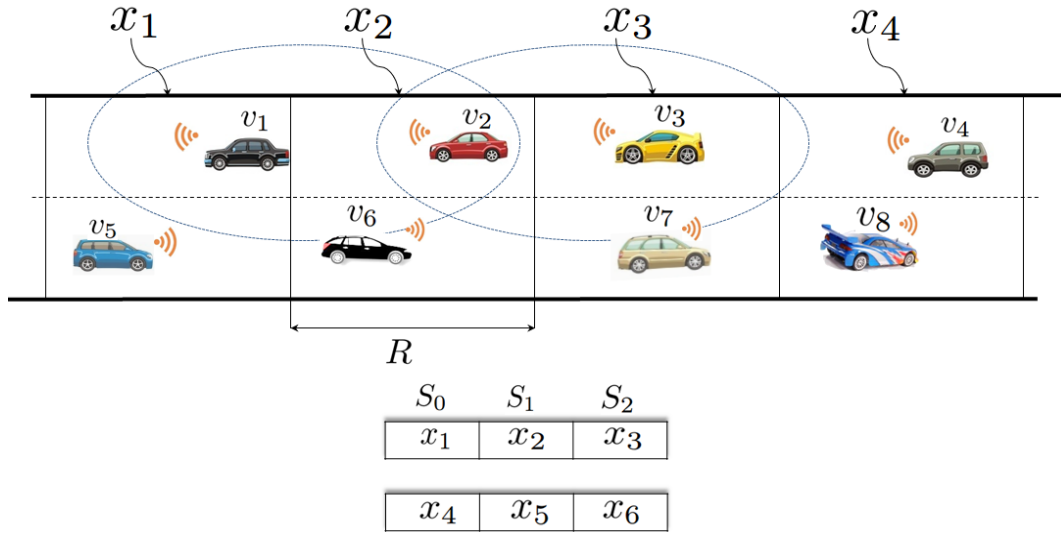 x₁ x₂ x₃ x₄
v₁ v₂ v₃ v₄
v₅ v₆ v₇ v₈
R
S₀ S₁ S₂
x₁ x₂ x₃
x₄ x₅ x₆